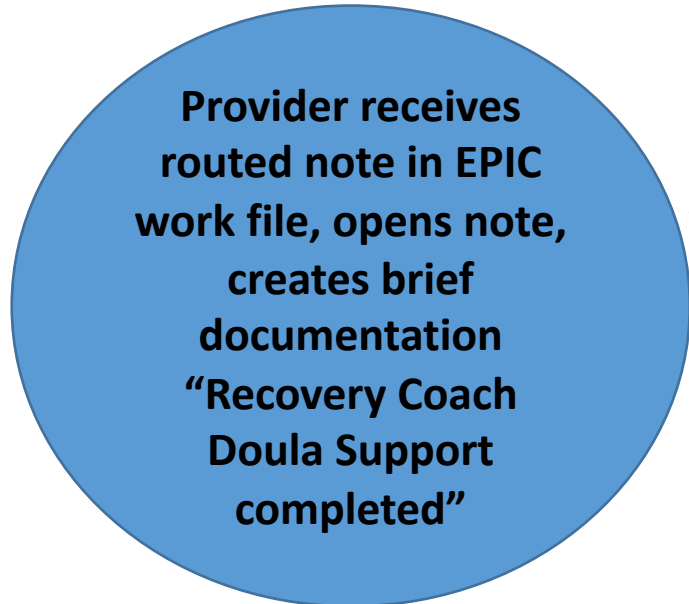 Provider receives
routed note in EPIC
work file, opens note,
creates brief
documentation
“Recovery Coach
Doula Support
completed”